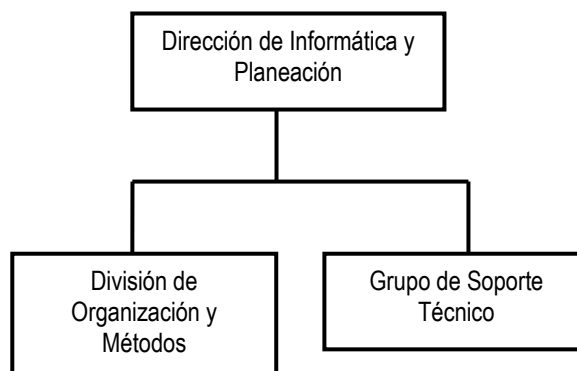 Dirección de Informática y
Planeación
División de
Organización y
Métodos
Grupo de Soporte
Técnico